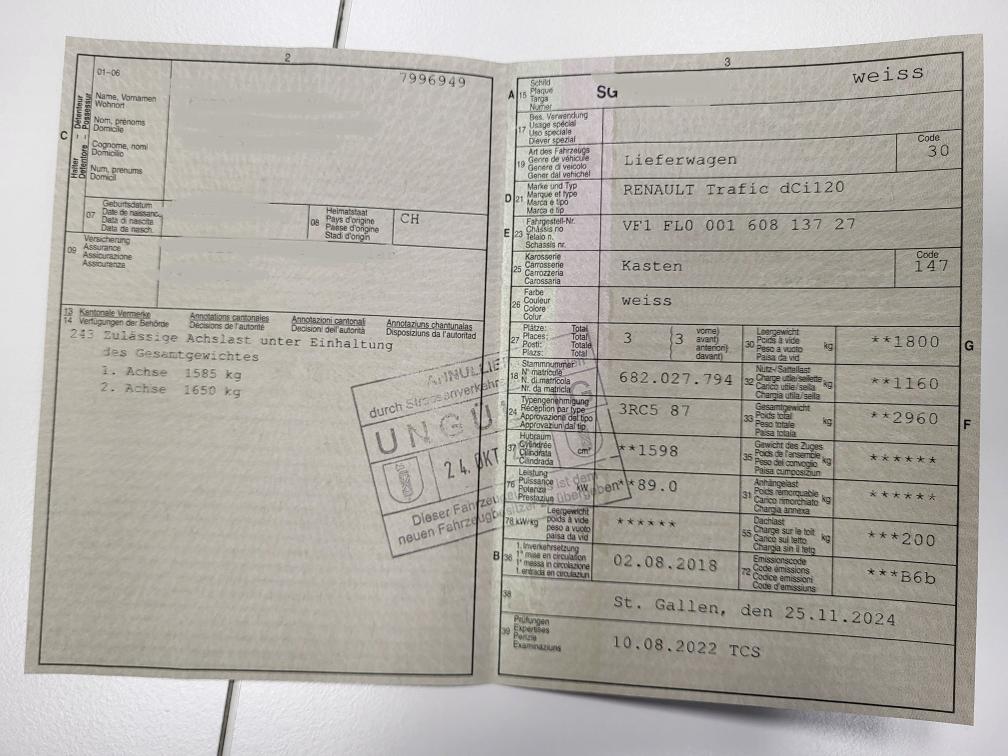 2
01-06
7996949
C
Halter - Détenteur
Detentore - Possessur
Name, Vornamen
Wohnort
Nom, prénoms
Domicile
Cognome, nomi
Domicilio
Num, prenums
Domicil
07
Geburtsdatum
Date de naissanc.
Data di nascita
Data da nasch.
08
Heimatstaat
Pays d'origine
Paese d'origine
Stadi d'origin
CH
09
Versicherung
Assurance
Assicurazione
Assicuranza
13 Kantonale Vermerke Annotations cantonales Annotazioni cantonali Annotaziuns chantunalas
14 Verfügungen der Behörde Décisions de l'autorité Decisioni dell'autorità Disposiziuns da l'autoritad
243 Zulässige Achslast unter Einhaltung
des Gesamtgewichtes
1. Achse 1585 kg
2. Achse 1650 kg
ANNULLIE
durch Strassenverkehrs
UNGÜ
24. OKT
Dieser Fahrzeug ist dem
neuen Fahrzeugbesitzer zu übergeben
3
A 15
Schild
Plaque
Targa
Numer
SG
weiss
17
Bes. Verwendung
Usage spécial
Uso speciale
Diever spezial
19
Art des Fahrzeugs
Genre de véhicule
Genere di veicolo
Gener dal vehichel
Lieferwagen
Code
30
D 21
Marke und Typ
Marque et type
Marca e tipo
Marca e tip
RENAULT Trafic dCi120
E 23
Fahrgestell-Nr.
Châssis no
Telaio n.
Schassis nr.
VF1 FL0 001 608 137 27
25
Karosserie
Carrosserie
Carrozzeria
Carossaria
Kasten
Code
147
26
Farbe
Couleur
Colore
Colur
weiss
27
Plätze: Total
Places: Total
Posti: Totale
Plazs: Total
3
(3
vorne)
avant)
anteriori)
davant)
30
Leergewicht
Poids à vide
Peso a vuoto
Paisa da vid
kg
**1800
G
18
Stammnummer
N° matricule
N. di matricola
Nr. da matricla
682.027.794
32
Nutz-/Sattellast
Charge utile/sellette
Carico utile/sella
Chargia utila/sella
kg
**1160
24
Typengenehmigung
Réception par type
Approvazione del tipo
Approvaziun dal tip
3RC5 87
33
Gesamtgewicht
Poids total
Peso totale
Paisa totala
kg
**2960
F
37
Hubraum
Cylindrée
Cilindrata
Cilindrada
cm³
**1598
35
Gewicht des Zuges
Poids de l'ensemble
Peso del convoglio
Paisa cumposiziun
kg
******
76
Leistung
Puissance
Potenza
Prestaziun
kW
**89.0
31
Anhängelast
Poids remorquable
Carico rimorchiato
Chargia annexa
kg
******
78 kW/kg
Leergewicht
poids à vide
peso a vuoto
paisa da vid
******
55
Dachlast
Charge sur le toit
Carico sul tetto
Chargia sin il tetg
kg
***200
B 36
1. Inverkehrsetzung
1re mise en circulation
1a messa in circolazione
1. entrada en circulaziun
02.08.2018
72
Emissionscode
Code émissions
Codice emissioni
Code d'emissiuns
***B6b
38
St. Gallen, den 25.11.2024
39
Prüfungen
Expertises
Perizie
Examinaziuns
10.08.2022 TCS